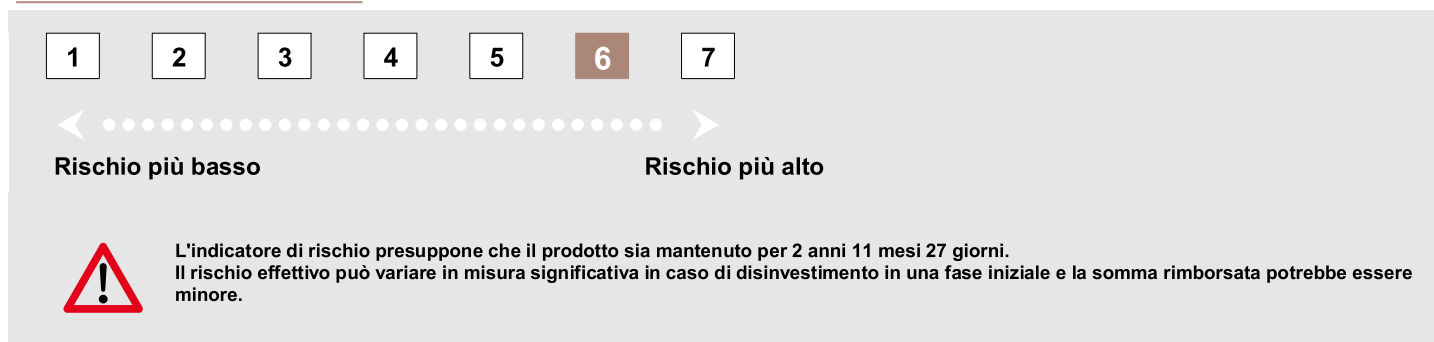 1 2 3 4 5 6 7
Rischio più basso Rischio più alto
L'indicatore di rischio presuppone che il prodotto sia mantenuto per 2 anni 11 mesi 27 giorni.
Il rischio effettivo può variare in misura significativa in caso di disinvestimento in una fase iniziale e la somma rimborsata potrebbe essere
minore.